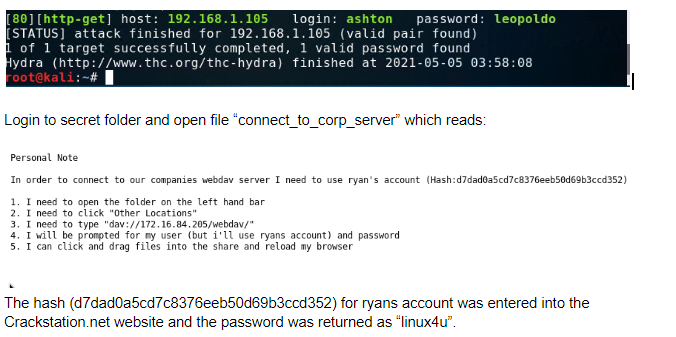 [80][http-get] host: 192.168.1.105   login: ashton   password: leopoldo
[STATUS] attack finished for 192.168.1.105 (valid pair found)
1 of 1 target successfully completed, 1 valid password found
Hydra (http://www.thc.org/thc-hydra) finished at 2021-05-05 03:58:08
root@kali:~#
Login to secret folder and open file “connect_to_corp_server” which reads:
Personal Note
In order to connect to our companies webdav server I need to use ryan's account (Hash:d7dad0a5cd7c8376eeb50d69b3ccd352)
1. I need to open the folder on the left hand bar
2. I need to click "Other Locations"
3. I need to type "dav://172.16.84.205/webdav/"
4. I will be prompted for my user (but i'll use ryans account) and password
5. I can click and drag files into the share and reload my browser
The hash (d7dad0a5cd7c8376eeb50d69b3ccd352) for ryans account was entered into the
Crackstation.net website and the password was returned as “linux4u”.